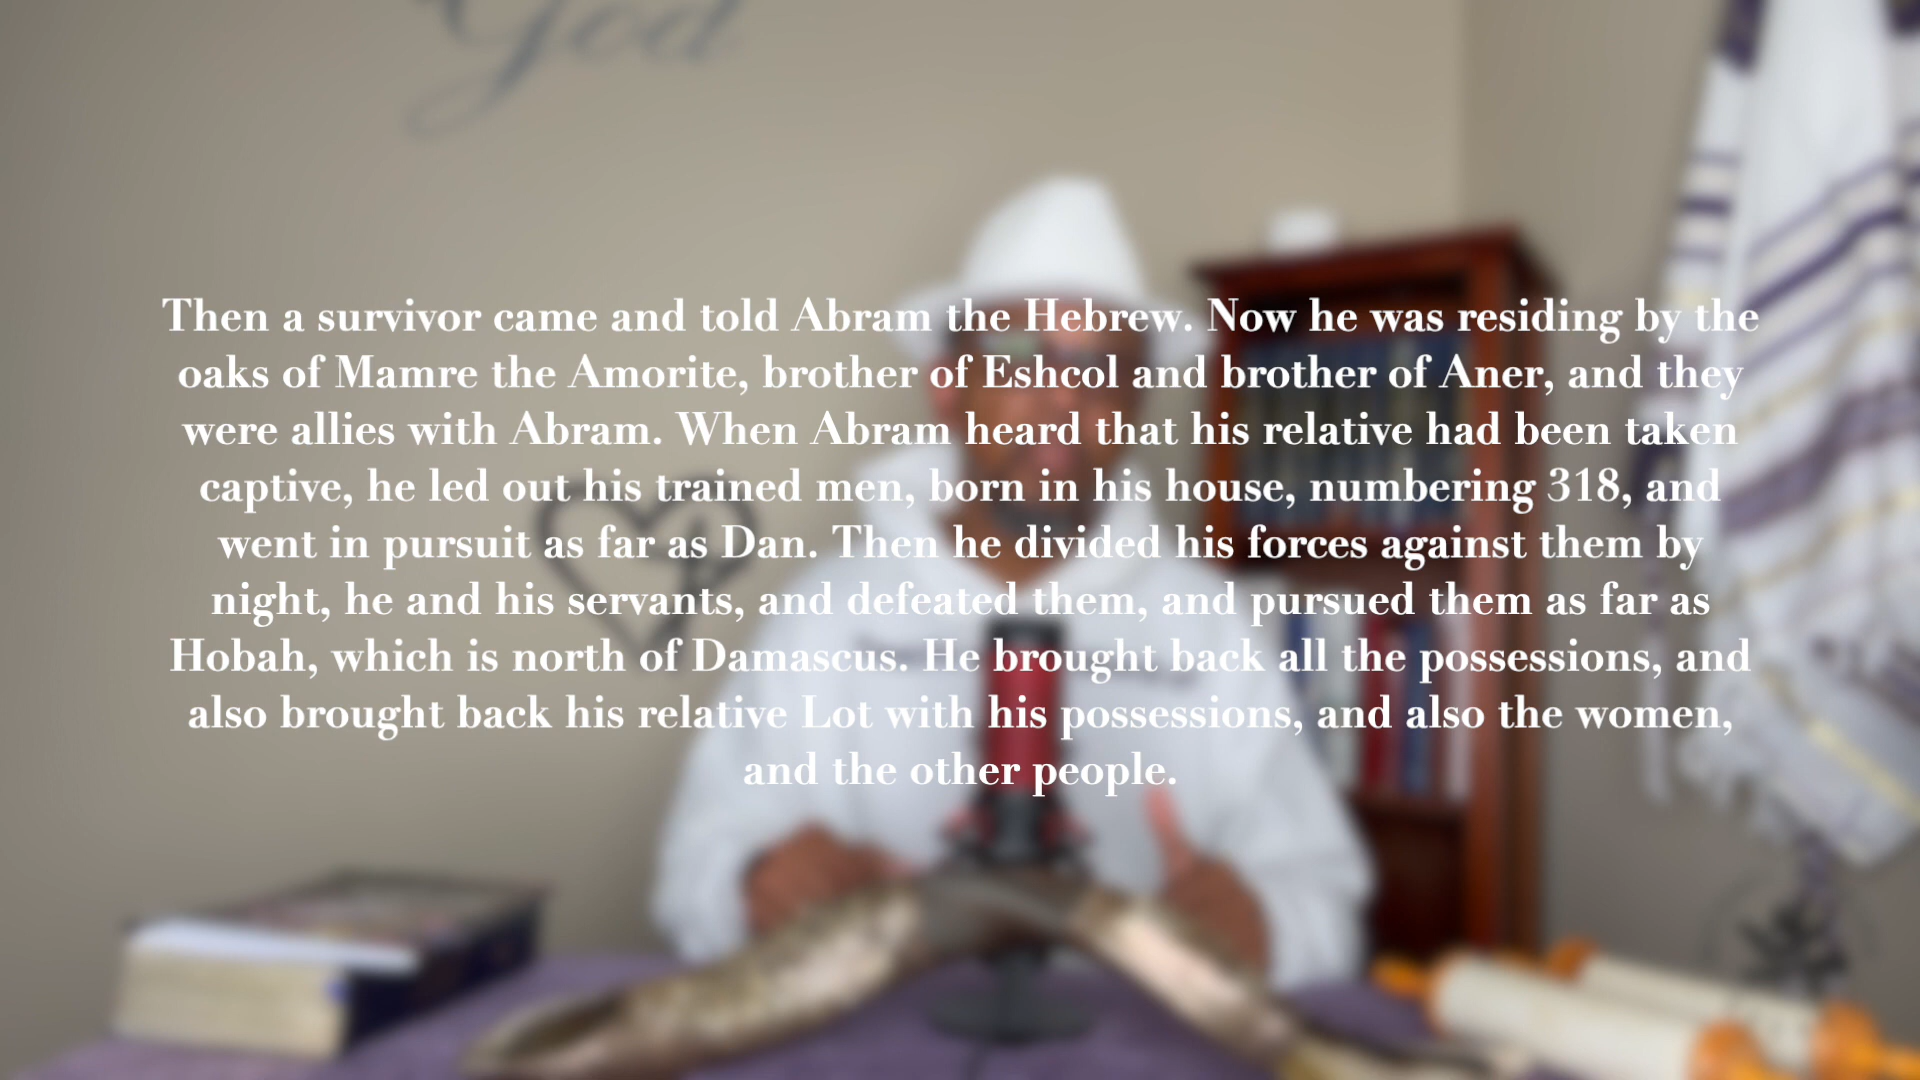 God
Then a survivor came and told Abram the Hebrew. Now he was residing by the
oaks of Mamre the Amorite, brother of Eshcol and brother of Aner, and they
were allies with Abram. When Abram heard that his relative had been taken
captive, he led out his trained men, born in his house, numbering 318, and
went in pursuit as far as Dan. Then he divided his forces against them by
night, he and his servants, and defeated them, and pursued them as far as
Hobah, which is north of Damascus. He brought back all the possessions, and
also brought back his relative Lot with his possessions, and also the women,
and the other people.